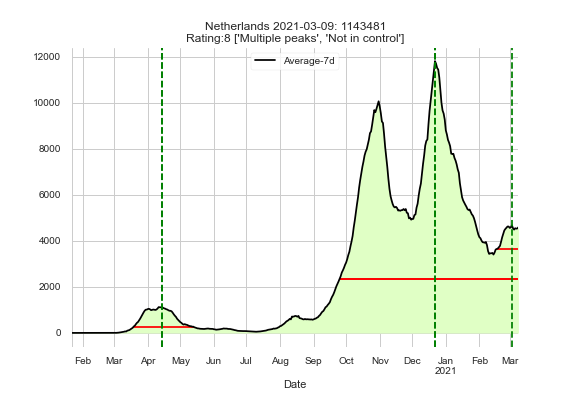 Netherlands 2021-03-09: 1143481
Rating:8 ['Multiple peaks', 'Not in control']
Average-7d
12000
10000
8000
6000
4000
2000
0
Feb Mar Apr May Jun Jul Aug Sep Oct Nov Dec Jan Feb Mar
2021
Date